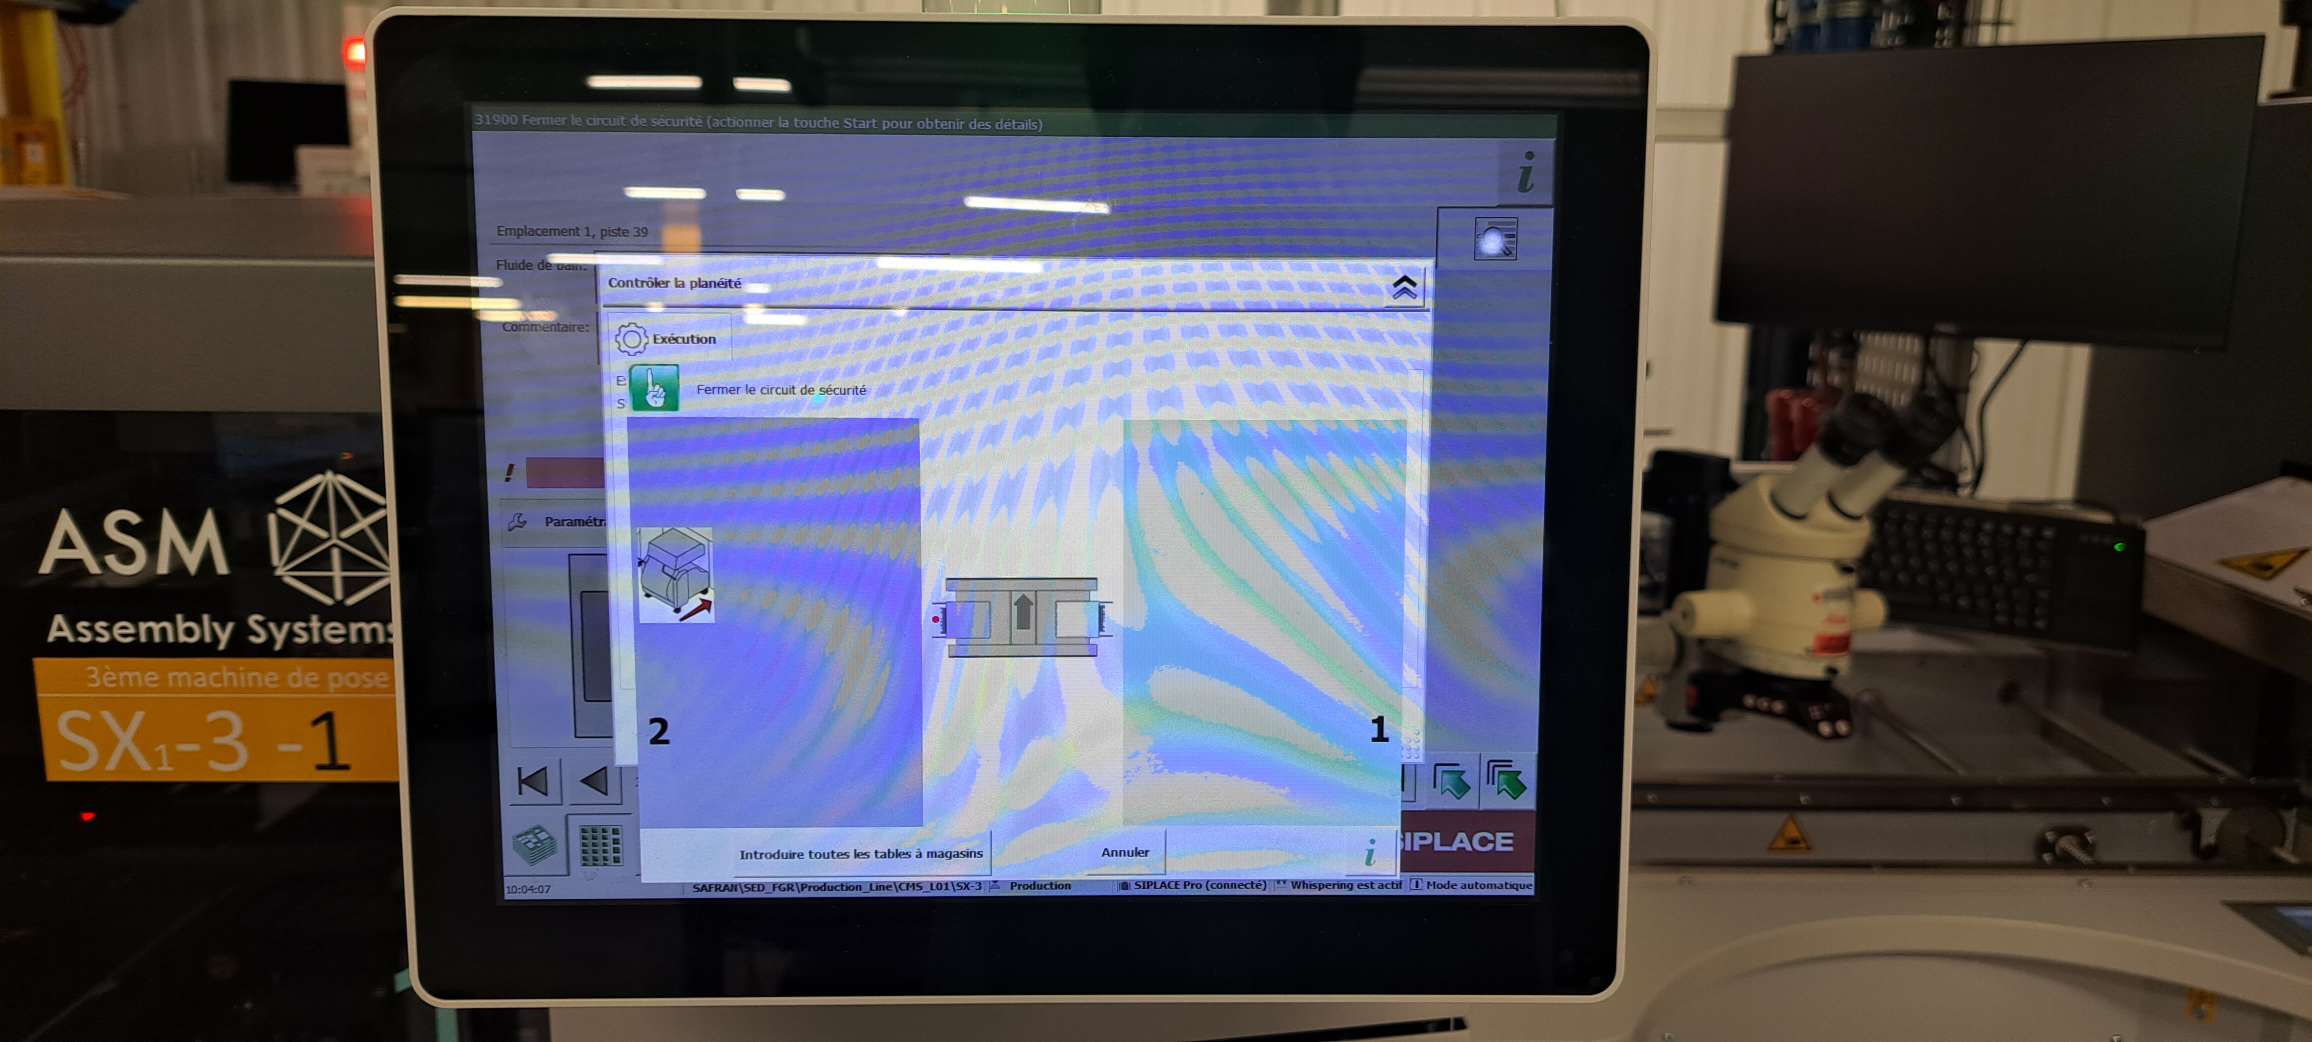 31900 Fermer le circuit de sécurité (actionner la touche Start pour obtenir des détails)
i
Emplacement 1, piste 39
Fluide de bain:
Contrôler la planéité
Commentaire:
Exécution
E
Fermer le circuit de sécurité
S
!
Paramétr
2
1
Introduire toutes les tables à magasins
Annuler
i
SIPLACE
10:04:07
SAFRAN\SED_FGR\Production_Line\CMS_L01\SX-3
Production
SIPLACE Pro (connecté)
Whispering est actif
Mode automatique
ASM
Assembly Systems
3ème machine de pose
SX1-3 -1